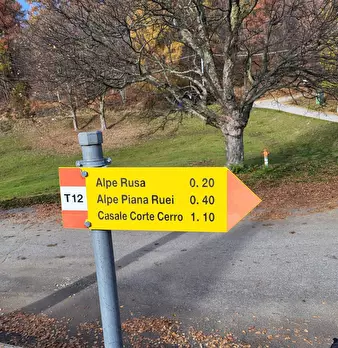 T12
Alpe Rusa 0.20
Alpe Piana Ruei 0.40
Casale Corte Cerro 1.10